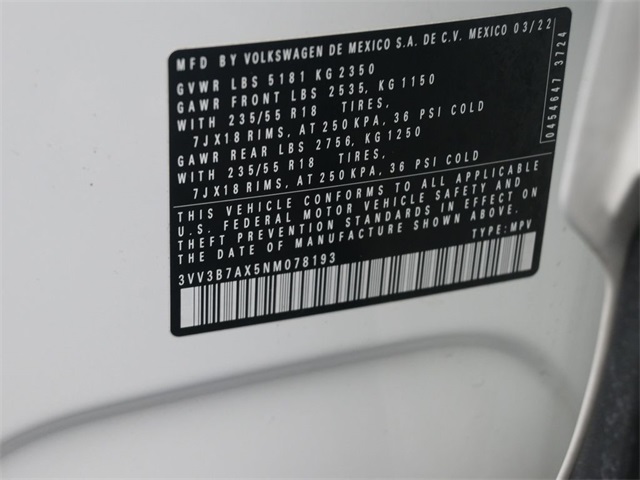 MFD BY VOLKSWAGEN DE MEXICO S.A. DE C.V. MEXICO 03/22
GVWR LBS 5181 KG 2350
GAWR FRONT LBS 2535, KG 1150
WITH 235/55 R18 TIRES,
7JX18 RIMS, AT 250 KPA, 36 PSI COLD
GAWR REAR LBS 2756, KG 1250
WITH 235/55 R18 TIRES,
7JX18 RIMS, AT 250 KPA, 36 PSI COLD
THIS VEHICLE CONFORMS TO ALL APPLICABLE
U.S. FEDERAL MOTOR VEHICLE SAFETY AND
THEFT PREVENTION STANDARDS IN EFFECT ON
THE DATE OF MANUFACTURE SHOWN ABOVE.
3VV3B7AX5NM078193 TYPE: MPV
0454647 3724